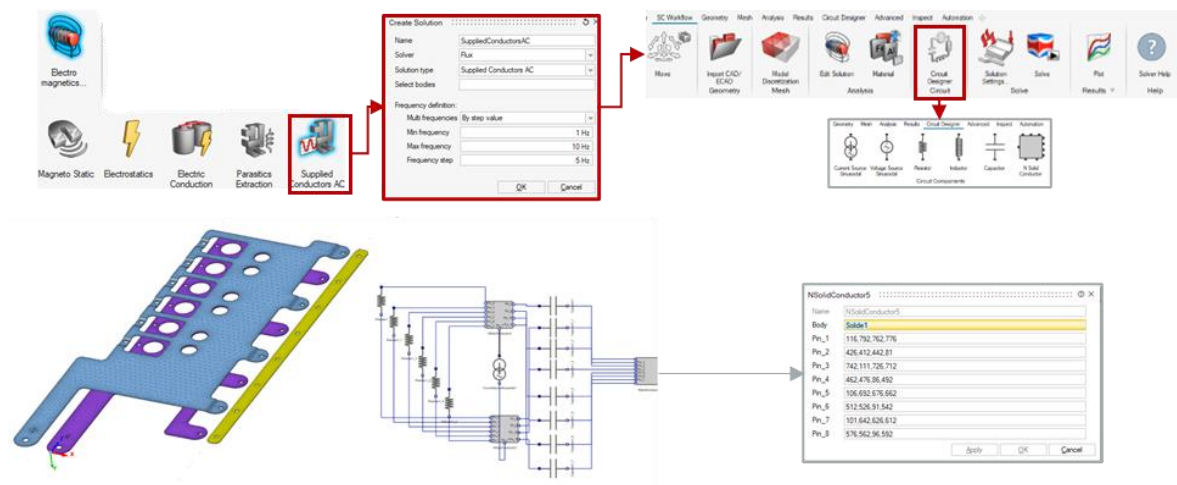 Electro
magnetics...
Magneto Static
Electrostatics
Electric
Conduction
Parasitics
Extraction
Supplied
Conductors AC
Create Solution
Name SuppliedConductorsAC
Solver Flux
Solution type Supplied Conductors AC
Select bodies
Frequency definition:
Multi frequencies By step value
Min frequency 1 Hz
Max frequency 10 Hz
Frequency step 5 Hz
OK Cancel
SC Workflow Geometry Mesh Analysis Results Circuit Designer Advanced Inspect Automation
Move
Import CAD/
ECAD
Model
Discretization
Edit Solution
Material
Circuit
Designer
Solution
Settings...
Solve
Plot
Solver Help
Geometry Mesh Analysis Circuit Solve Results Help
Geometry Mesh Analysis Results Circuit Designer Advanced Inspect Automation
Current Source
Sinusoidal
Voltage Source
Sinusoidal
Resistor
Inductor
Capacitor
N Solid
Conductor
Circuit Components
NSolidConductor5
Name NSolidConductor5
Body Solide1
Pin_1 116,792,762,776
Pin_2 426,412,442,81
Pin_3 742,111,726,712
Pin_4 462,476,86,492
Pin_5 106,692,676,662
Pin_6 512,526,91,542
Pin_7 101,642,626,612
Pin_8 576,562,96,592
Apply OK Cancel